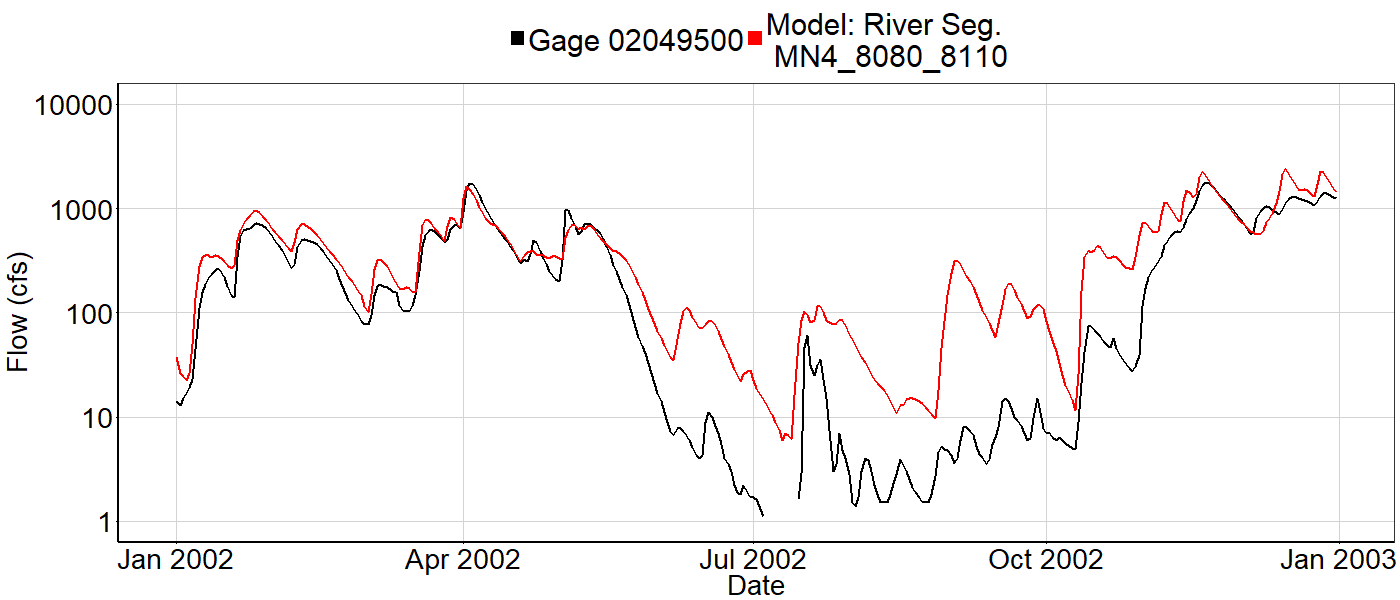 Gage 02049500
Model: River Seg.
MN4_8080_8110
10000
1000
100
10
1
Flow (cfs)
Jan 2002
Apr 2002
Jul 2002
Oct 2002
Jan 2003
Date